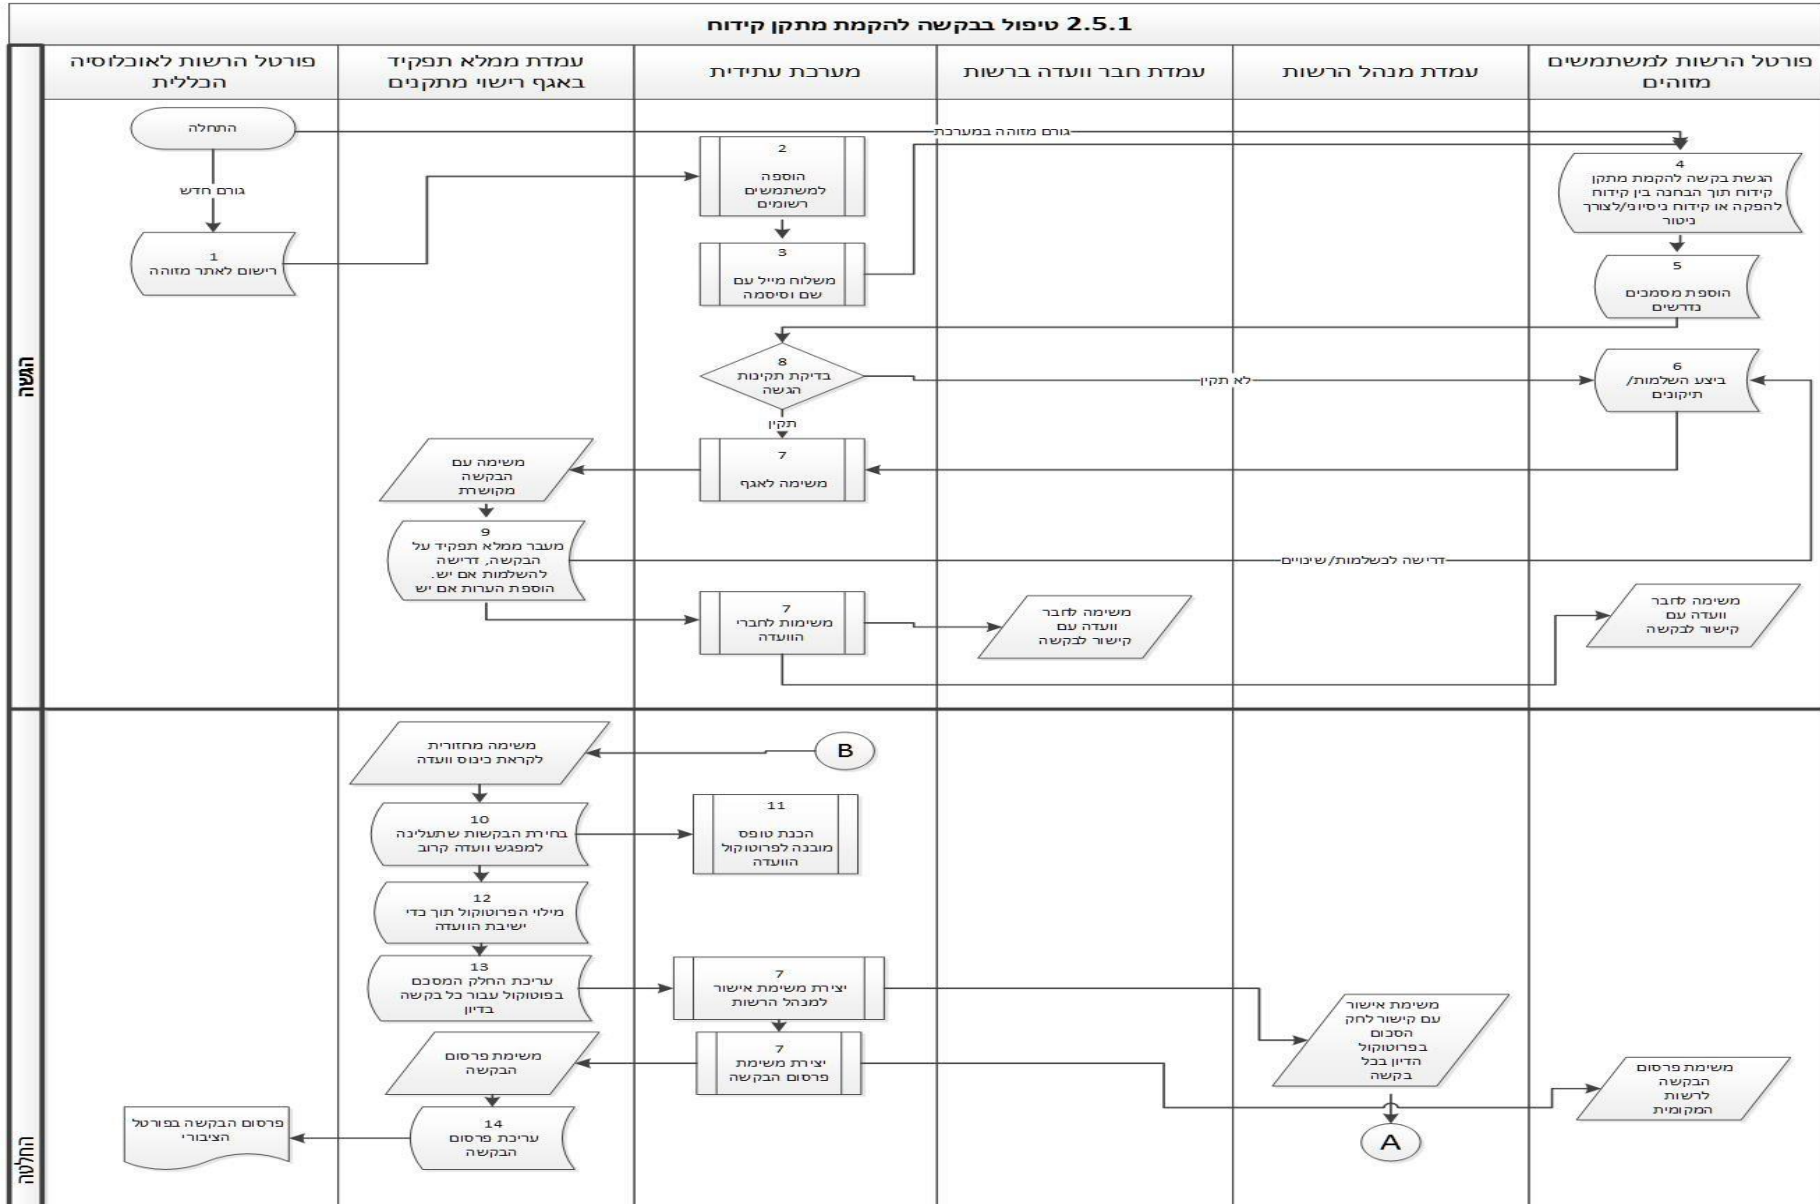 2.5.1 טיפול בבקשה להקמת מתקן קידוח
פורטל הרשות למשתמשים
מזוהים
עמדת מנהל הרשות
עמדת חבר וועדה ברשות
מערכת עתידית
עמדת ממלא תפקיד
באגף רישוי מתקנים
פורטל הרשות לאוכלוסיה
הכללית
הגשה
התחלה
גורם מזוהה במערכת
גורם חדש
1
רישום לאתר מזוהה
2
הוספה
למשתמשים
רשומים
3
משלוח מייל עם
שם וסיסמה
4
הגשת בקשה להקמת מתקן
קידוח תוך הבחנה בין קידוח
להפקה או קידוח ניסיוני/לצורך
ניטור
5
הוספת מסמכים
נדרשים
8
בדיקת תקינות
הגשה
לא תקין
6
ביצע השלמות/
תיקונים
תקין
7
משימה לאגף
משימה עם
הבקשה
מקושרת
9
מעבר ממלא תפקיד על
הבקשה, דרישה
להשלמות אם יש.
הוספת הערות אם יש
דרישה לכשלמות/שינויים
7
משימות לחברי
הוועדה
משימה לחבר
וועדה עם
קישור לבקשה
משימה לחבר
וועדה עם
קישור לבקשה
החלטה
B
משימה מחזורית
לקראת כינוס וועדה
10
בחירת הבקשות שתעלינה
למפגש וועדה קרוב
11
הכנת טופס
מובנה לפרוטוקול
הוועדה
12
מילוי הפרוטוקול תוך כדי
ישיבת הוועדה
13
עריכת החלק המסכם
בפוטוקול עבור כל בקשה
בדיון
7
יצירת משימת אישור
למנהל הרשות
משימת אישור
עם קישור לחק
הסכום
בפרוטוקול
הדיון בכל
בקשה
7
יצירת משימת
פרסום הבקשה
משימת פרסום
הבקשה
משימת פרסום
הבקשה
לרשות
המקומית
14
עריכת פרסום
הבקשה
פרסום הבקשה בפורטל
הציבורי
A